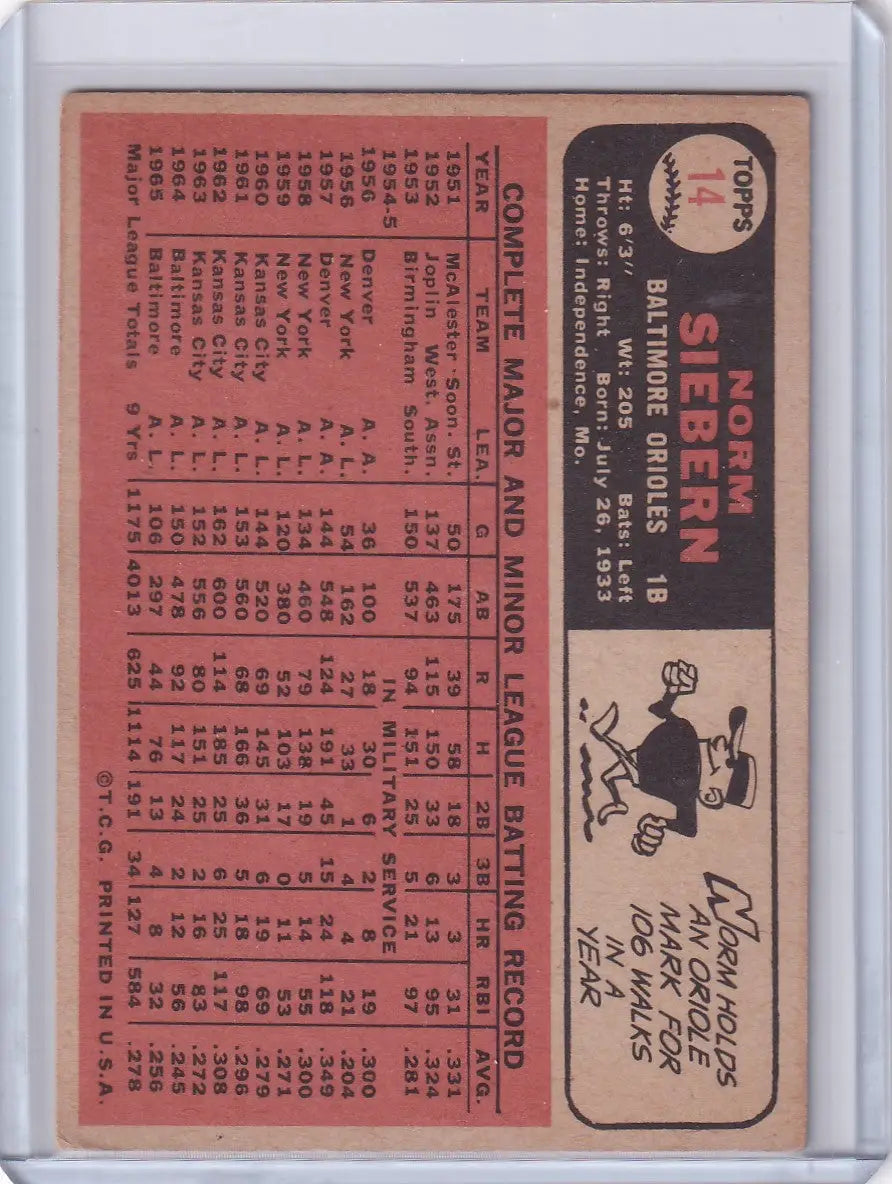 TOPPS
14
NORM
SIEBERN
BALTIMORE ORIOLES 1B
Ht: 6'3" Wt: 205 Bats: Left
Throws: Right Born: July 26, 1933
Home: Independence, Mo.
NORM HOLDS
AN ORIOLE
MARK FOR
106 WALKS
IN A
YEAR
COMPLETE MAJOR AND MINOR LEAGUE BATTING RECORD
YEAR TEAM LEA. G AB R H 2B 3B HR RBI AVG.
1951 McAlester Soon. St. 50 175 39 58 18 3 3 31 .331
1952 Joplin West. Assn. 137 463 115 150 33 6 13 95 .324
1953 Birmingham South. 150 537 94 151 25 5 21 97 .281
1954-5 IN MILITARY SERVICE
1956 Denver A. A. 36 100 18 30 6 2 8 19 .300
1956 New York A. L. 54 162 27 33 1 4 4 21 .204
1957 Denver A. A. 144 548 124 191 45 15 24 118 .349
1958 New York A. L. 134 460 79 138 19 5 14 55 .300
1959 New York A. L. 120 380 52 103 17 0 11 53 .271
1960 Kansas City A. L. 144 520 69 145 31 6 19 69 .279
1961 Kansas City A. L. 153 560 68 166 36 5 18 98 .296
1962 Kansas City A. L. 162 600 114 185 25 6 25 117 .308
1963 Kansas City A. L. 152 556 80 151 25 2 16 83 .272
1964 Baltimore A. L. 150 478 92 117 24 2 12 56 .245
1965 Baltimore A. L. 106 297 44 76 13 4 8 32 .256
Major League Totals 9 Yrs 1175 4013 625 1114 191 34 127 584 .278
©T.C.G. PRINTED IN U.S.A.